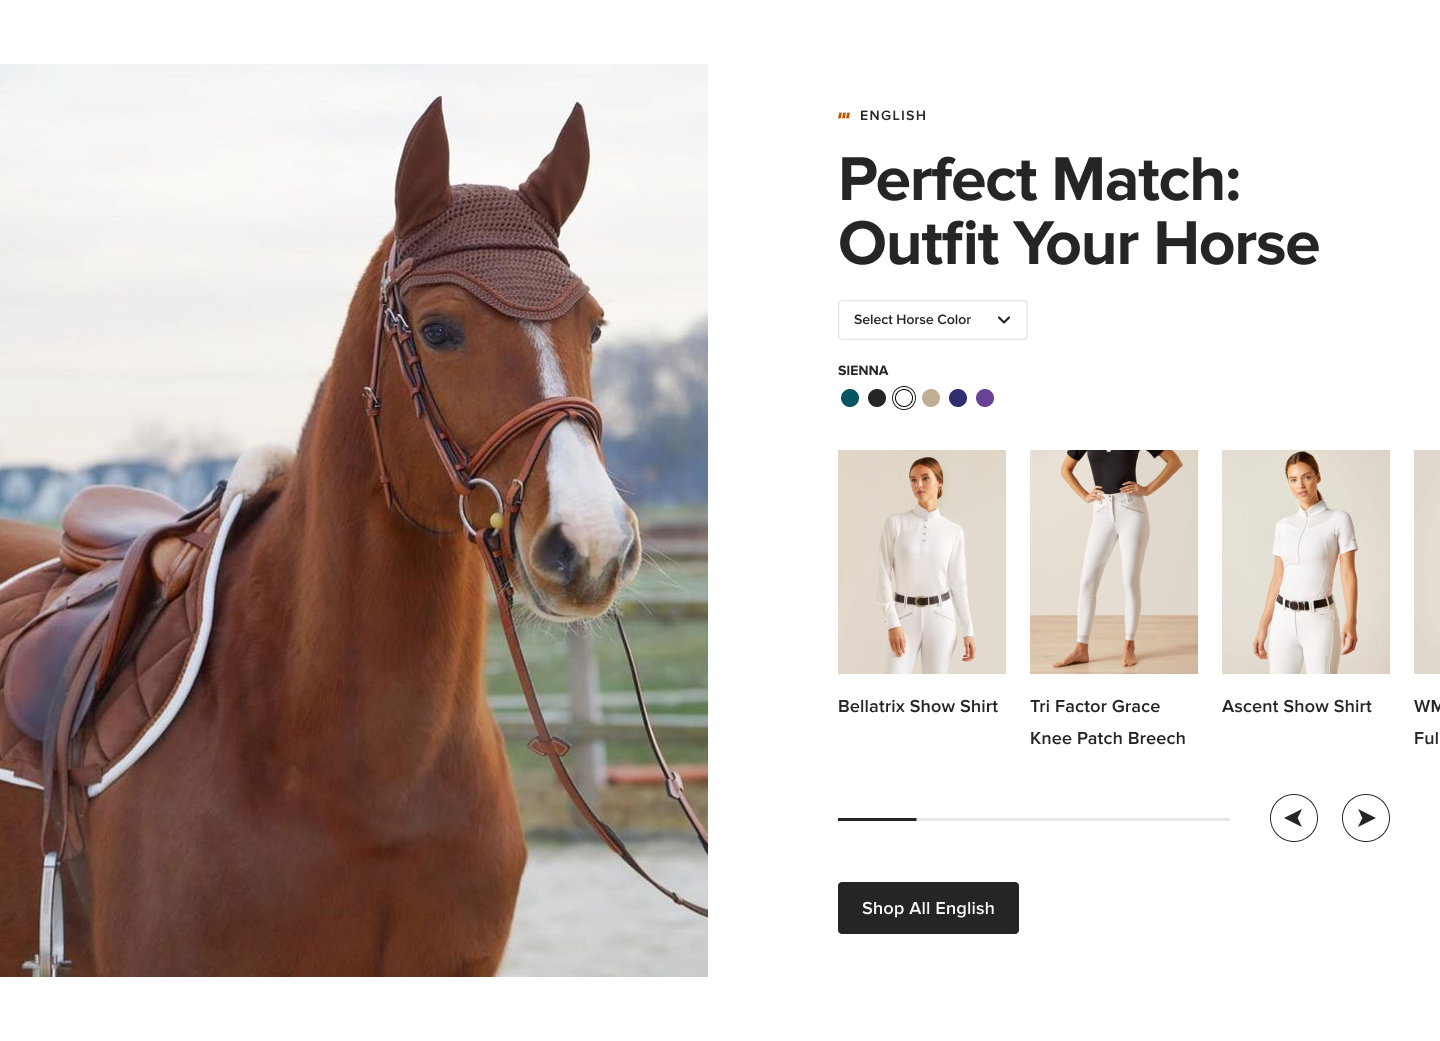 ENGLISH
Perfect Match:
Outfit Your Horse
Select Horse Color
SIENNA
Bellatrix Show Shirt
Tri Factor Grace
Knee Patch Breech
Ascent Show Shirt
WM
Ful
Shop All English